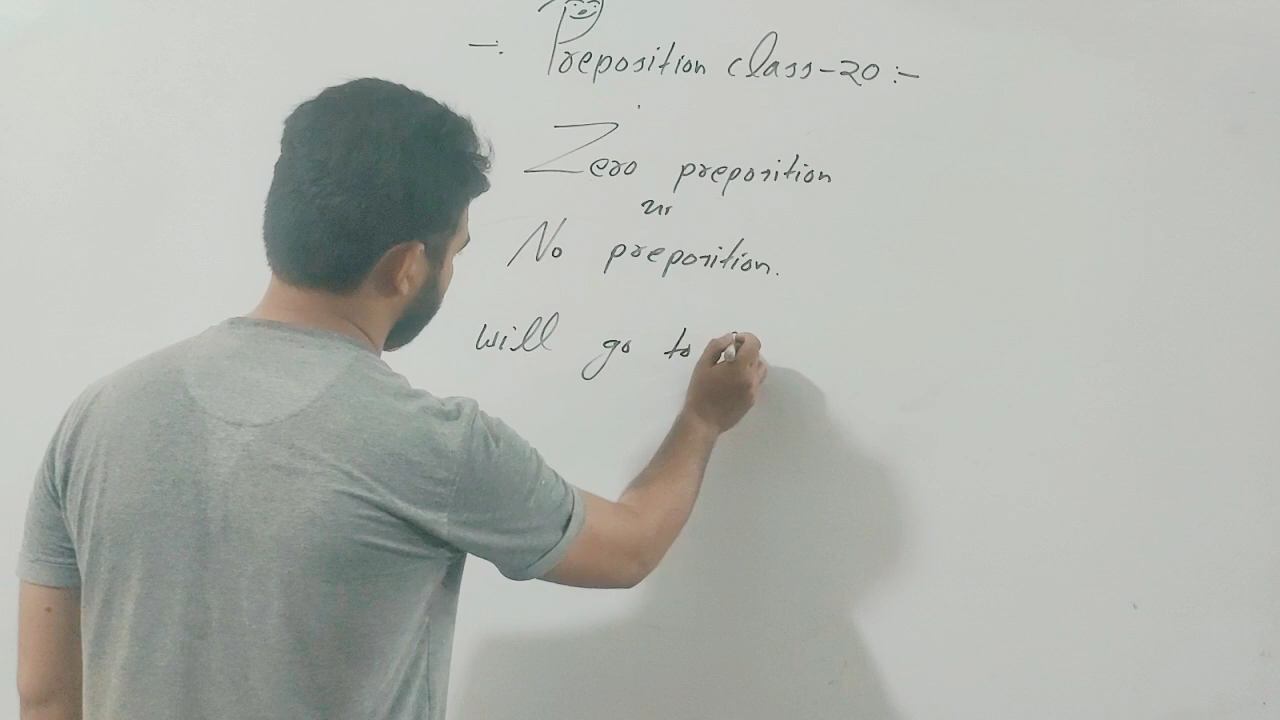 -: Preposition class-20 :-
Zero preposition
or
No preposition.
will go to